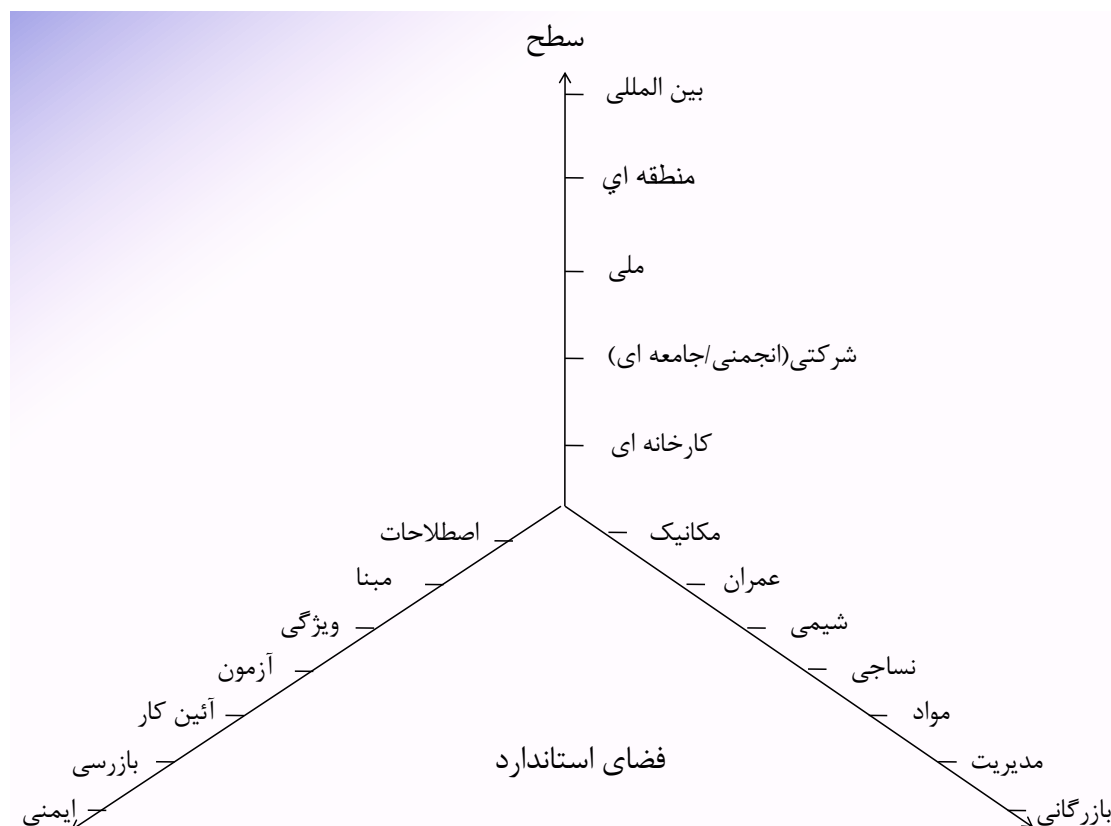 سطح
بین المللی
منطقه اي
ملی
شرکتی(انجمنی/جامعه ای)
کارخانه ای
مکانیک
عمران
شیمی
نساجی
مواد
مدیریت
بازرگانی
اصطلاحات
مبنا
ویژگی
آزمون
آئین کار
بازرسی
ایمنی
فضای استاندارد